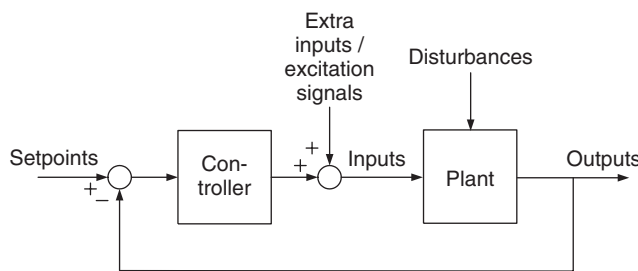 Extra
inputs /
excitation
signals
Disturbances
Setpoints
+
−
Con-
troller
+
+
Inputs
Plant
Outputs